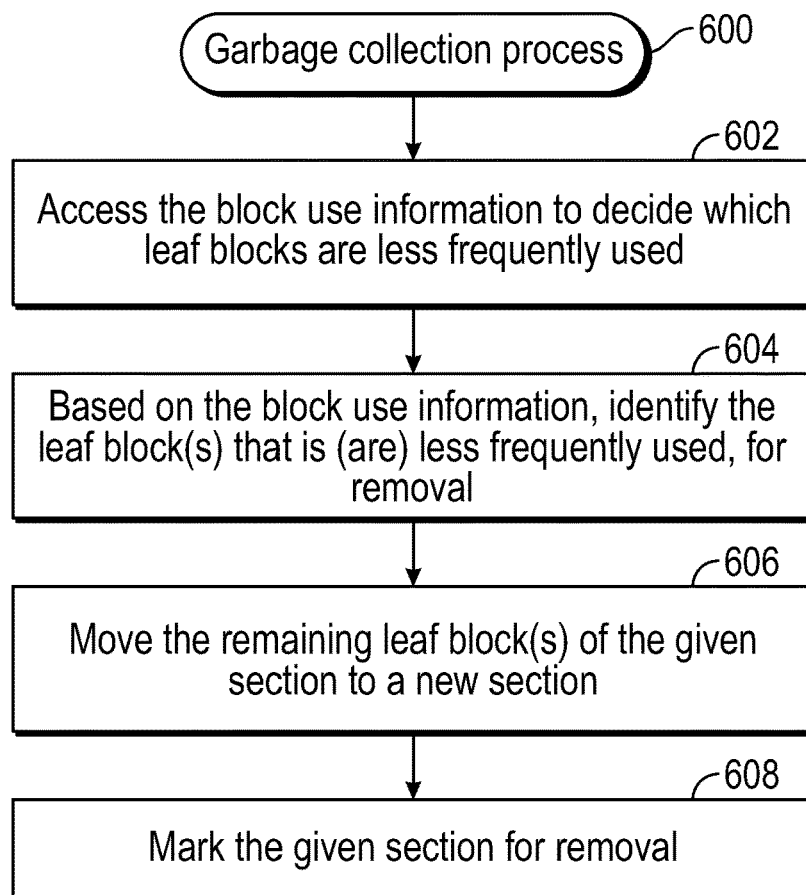 Garbage collection process
600
602
Access the block use information to decide which
leaf blocks are less frequently used
604
Based on the block use information, identify the
leaf block(s) that is (are) less frequently used, for
removal
606
Move the remaining leaf block(s) of the given
section to a new section
608
Mark the given section for removal